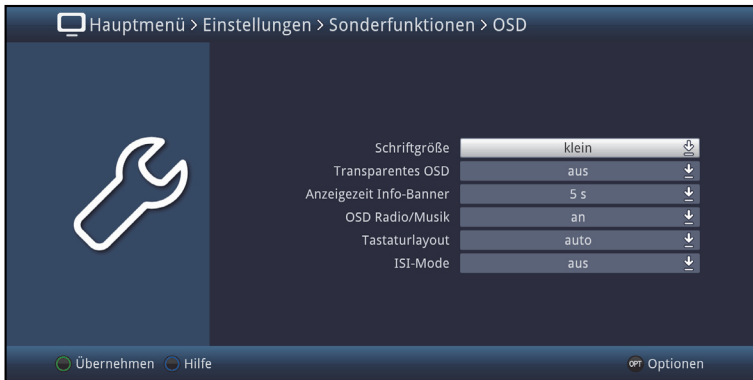 Hauptmenü > Einstellungen > Sonderfunktionen > OSD
Schriftgröße klein
Transparentes OSD aus
Anzeigezeit Info-Banner 5 s
OSD Radio/Musik an
Tastaturlayout auto
ISI-Mode aus
Übernehmen Hilfe OPT Optionen